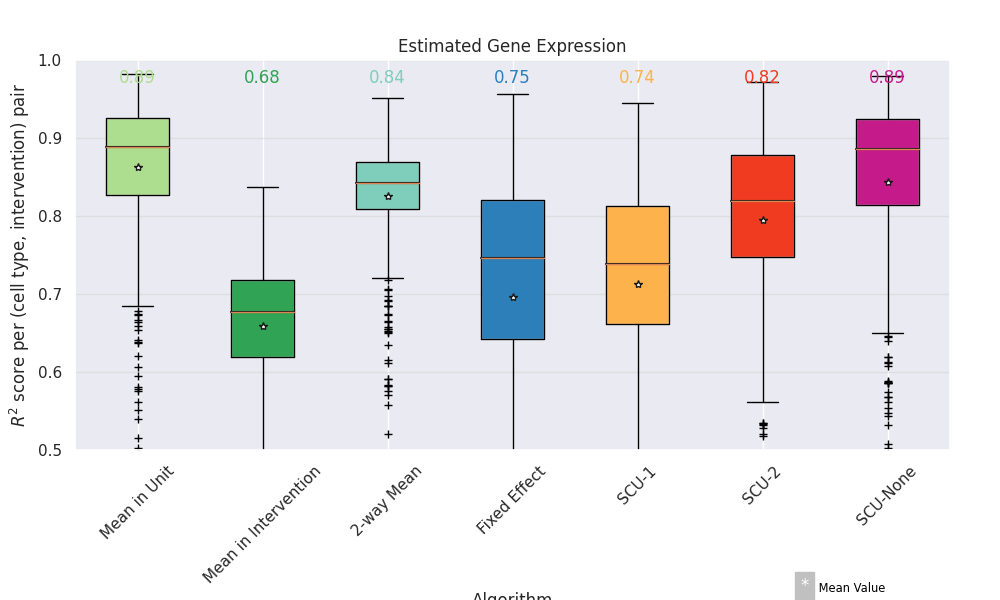 Estimated Gene Expression
0.89 0.68 0.84 0.75 0.74 0.82 0.89
R² score per (cell type, intervention) pair
1.0
0.9
0.8
0.7
0.6
0.5
Mean in Unit
Mean in Intervention
2-way Mean
Fixed Effect
SCU-1
SCU-2
SCU-None
Algorithm
* Mean Value